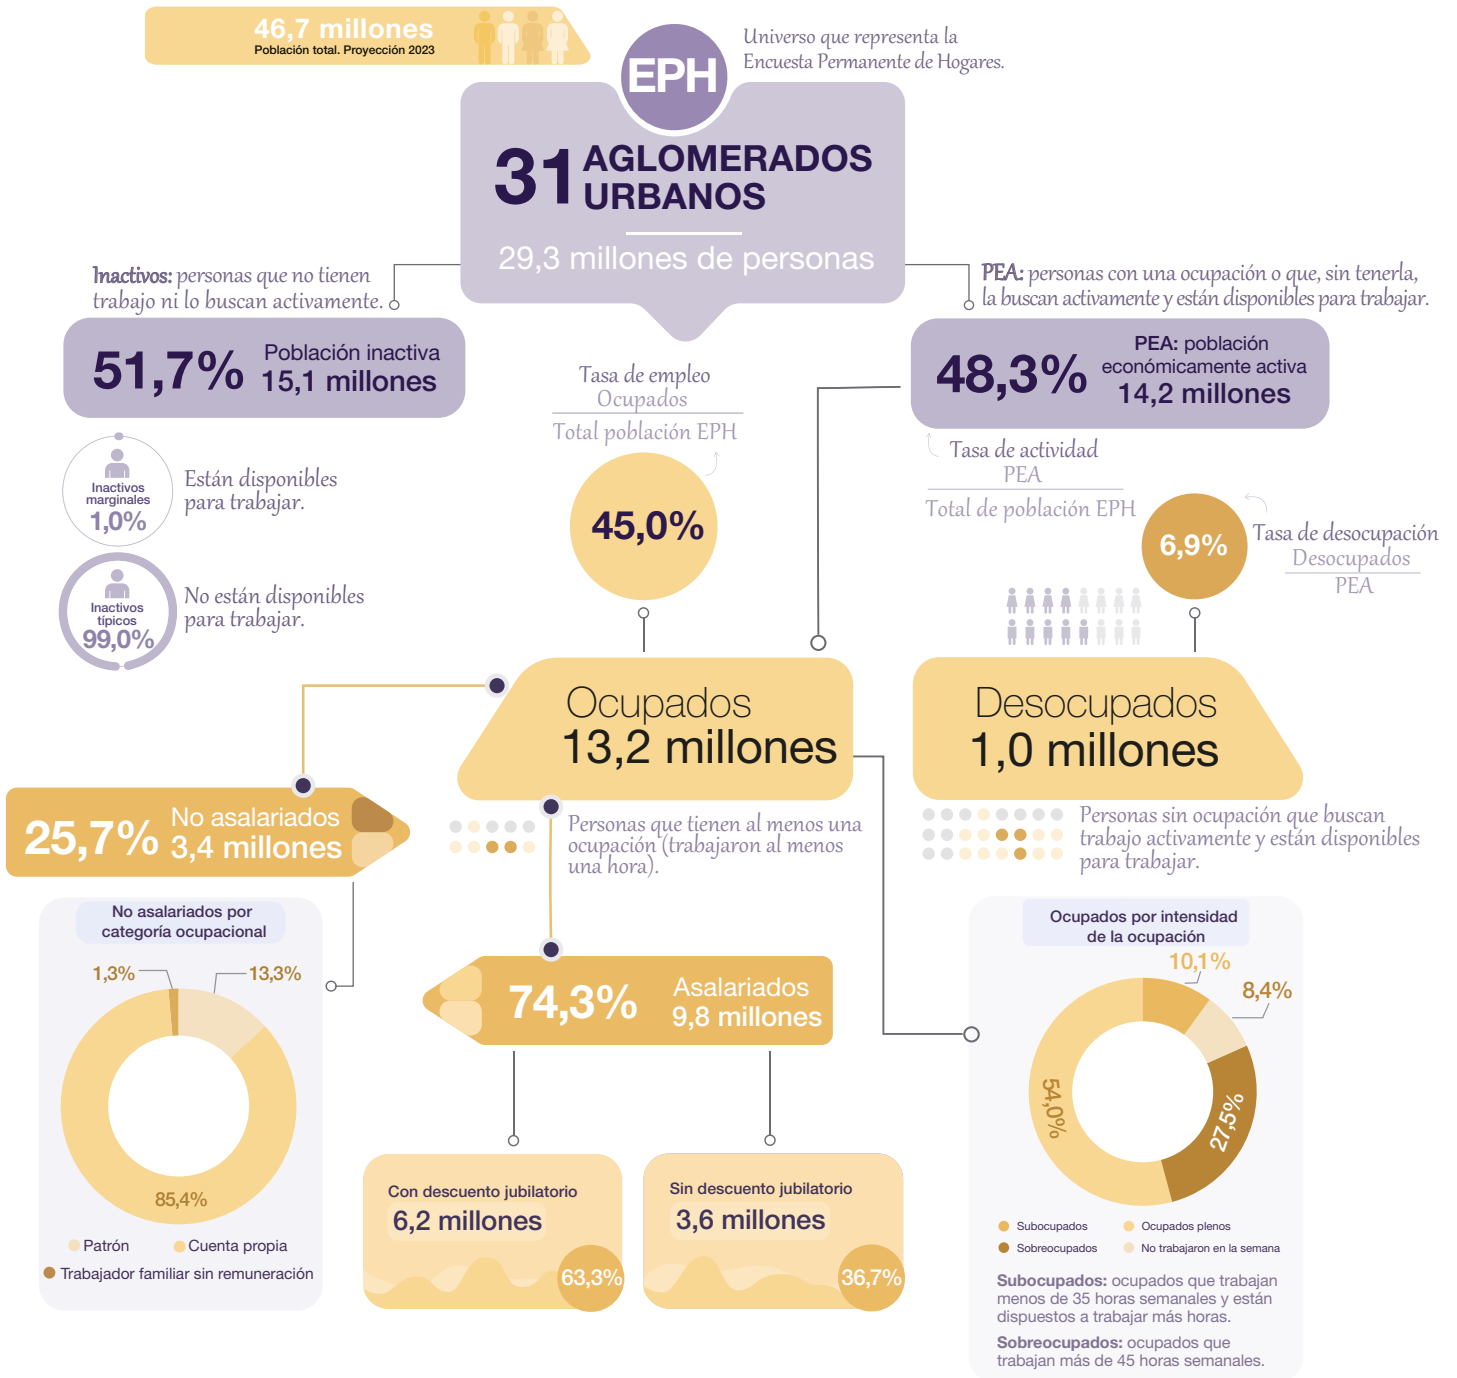 46,7 millones
Población total. Proyección 2023
EPH
Universo que representa la
Encuesta Permanente de Hogares.
31 AGLOMERADOS
URBANOS
29,3 millones de personas
Inactivos: personas que no tienen
trabajo ni lo buscan activamente.
PEA: personas con una ocupación o que, sin tenerla,
la buscan activamente y están disponibles para trabajar.
51,7%
Población inactiva
15,1 millones
48,3%
PEA: población
económicamente activa
14,2 millones
Tasa de empleo
Ocupados
Total población EPH
45,0%
Tasa de actividad
PEA
Total de población EPH
6,9%
Tasa de desocupación
Desocupados
PEA
Inactivos
marginales
1,0%
Están disponibles
para trabajar.
Inactivos
típicos
99,0%
No están disponibles
para trabajar.
Ocupados
13,2 millones
Desocupados
1,0 millones
25,7%
No asalariados
3,4 millones
Personas que tienen al menos una
ocupación (trabajaron al menos
una hora).
Personas sin ocupación que buscan
trabajo activamente y están disponibles
para trabajar.
No asalariados por
categoría ocupacional
1,3%
13,3%
85,4%
Patrón
Cuenta propia
Trabajador familiar sin remuneración
74,3%
Asalariados
9,8 millones
Con descuento jubilatorio
6,2 millones
63,3%
Sin descuento jubilatorio
3,6 millones
36,7%
Ocupados por intensidad
de la ocupación
10,1%
8,4%
54,0%
27,5%
Subocupados
Ocupados plenos
Sobreocupados
No trabajaron en la semana
Subocupados: ocupados que trabajan
menos de 35 horas semanales y están
dispuestos a trabajar más horas.
Sobreocupados: ocupados que
trabajan más de 45 horas semanales.